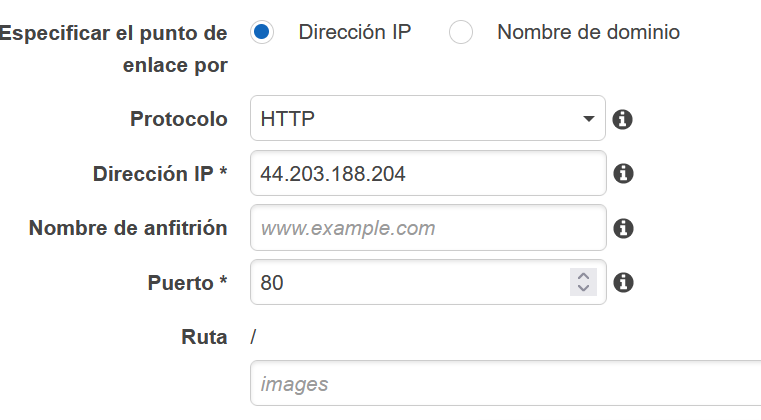 Especificar el punto de enlace por
Dirección IP
Nombre de dominio
Protocolo
HTTP
Dirección IP *
44.203.188.204
Nombre de anfitrión
www.example.com
Puerto *
80
Ruta
/
images